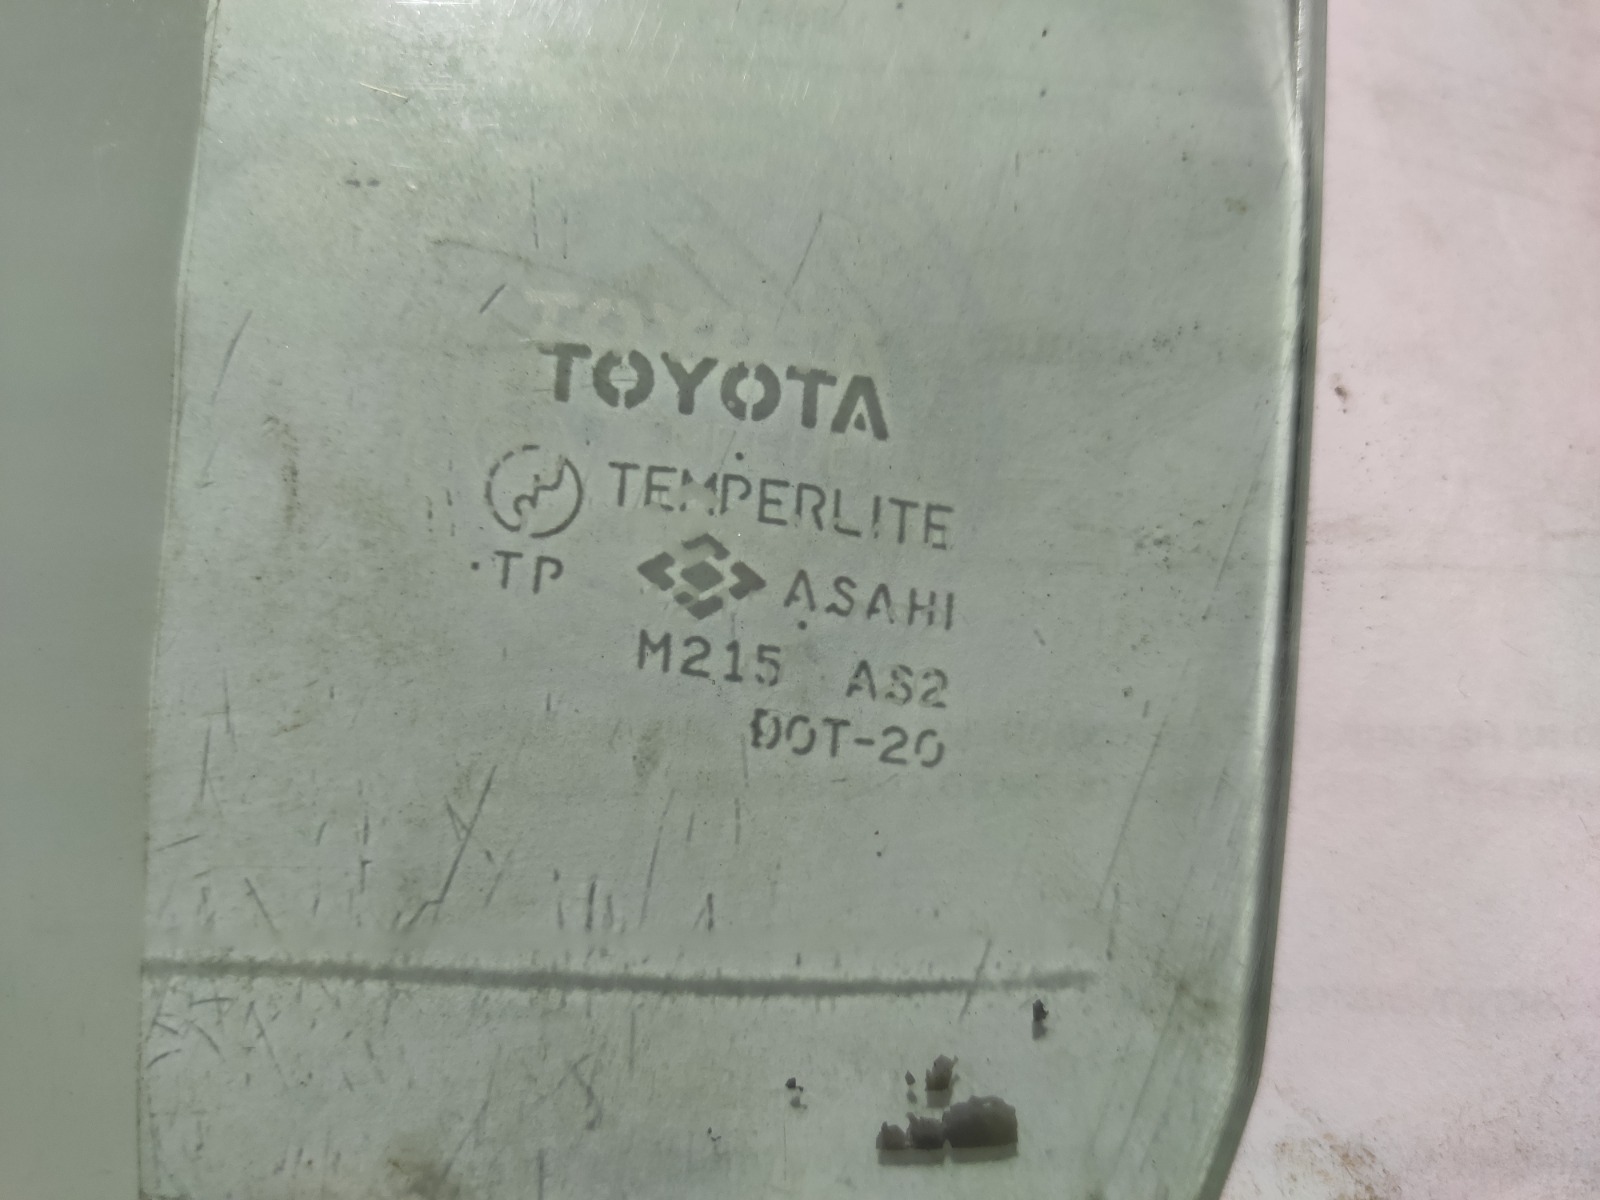 TOYOTA
TEMPERLITE
TP ASAHI
M215 AS2
DOT-20